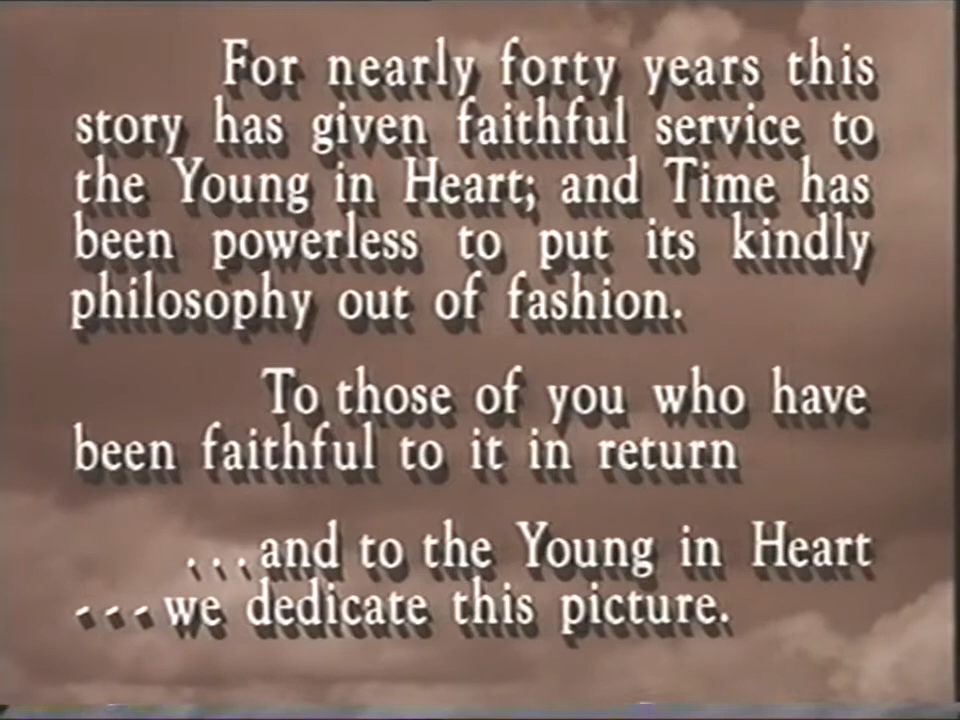 For nearly forty years this
story has given faithful service to
the Young in Heart; and Time has
been powerless to put its kindly
philosophy out of fashion.
To those of you who have
been faithful to it in return
...and to the Young in Heart
---we dedicate this picture.